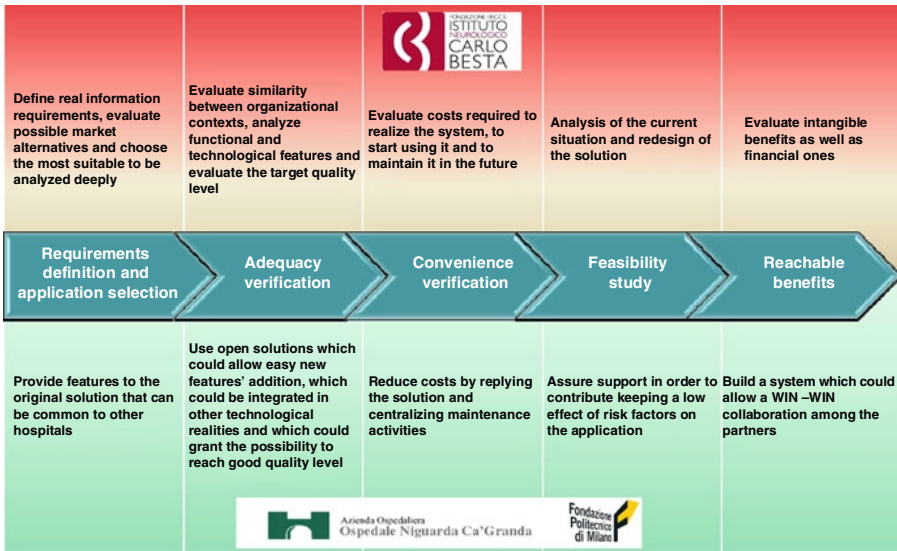 FONDAZIONE I.R.C.C.S.
ISTITUTO
NEUROLOGICO
CARLO
BESTA
Define real information
requirements, evaluate
possible market
alternatives and choose
the most suitable to be
analyzed deeply
Evaluate similarity
between organizational
contexts, analyze
functional and
technological features and
evaluate the target quality
level
Evaluate costs required to
realize the system, to
start using it and to
maintain it in the future
Analysis of the current
situation and redesign of
the solution
Evaluate intangible
benefits as well as
financial ones
Requirements
definition and
application selection
Adequacy
verification
Convenience
verification
Feasibility
study
Reachable
benefits
Provide features to the
original solution that can
be common to other
hospitals
Use open solutions which
could allow easy new
features' addition, which
could be integrated in
other technological
realities and which could
grant the possibility to
reach good quality level
Reduce costs by replying
the solution and
centralizing maintenance
activities
Assure support in order to
contribute keeping a low
effect of risk factors on
the application
Build a system which could
allow a WIN –WIN
collaboration among the
partners
Azienda Ospedaliera
Ospedale Niguarda Ca'Granda
Fondazione
Politecnico
di Milano